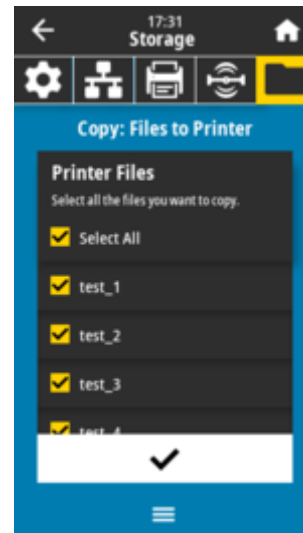 17:31
Storage
Copy: Files to Printer
Printer Files
Select all the files you want to copy.
Select All
test_1
test_2
test_3
test_4